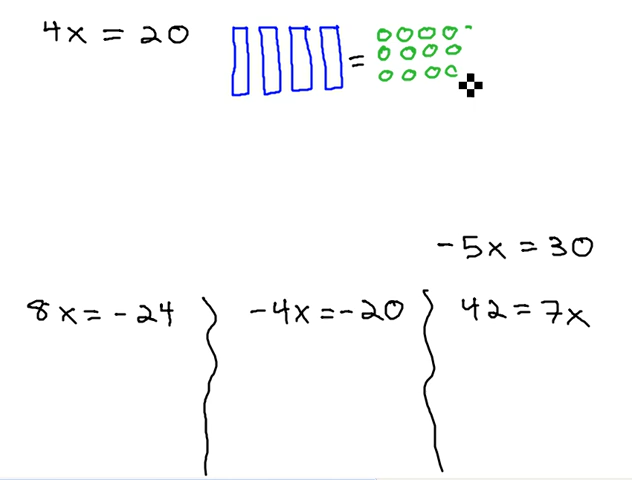 4x = 20
=
-5x = 30
8x = -24
-4x = -20
42 = 7x